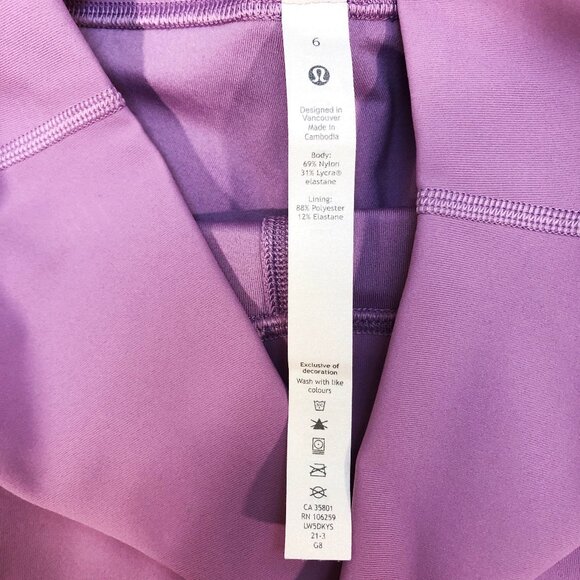 6
Designed in
Vancouver
Made in
Cambodia
Body:
69% Nylon
31% Lycra®
elastane
Lining:
88% Polyester
12% Elastane
Exclusive of
decoration
Wash with like
colours
CA 35801
RN 106259
LW5DKYS
21-3
G8